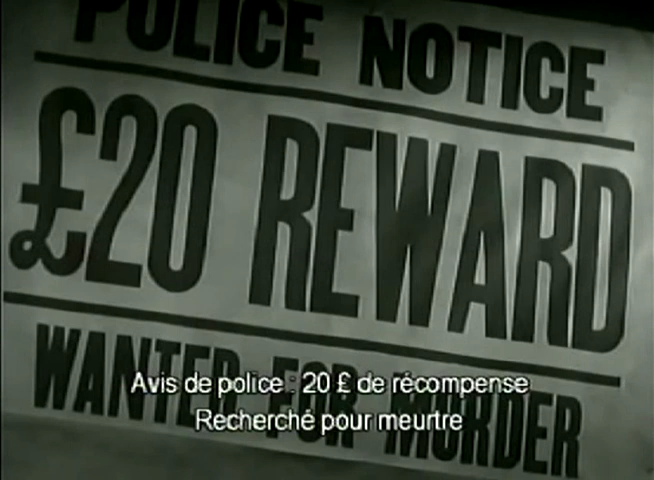 POLICE NOTICE
£20 REWARD
WANTED FOR MURDER
Avis de police : 20 £ de récompense
Recherché pour meurtre